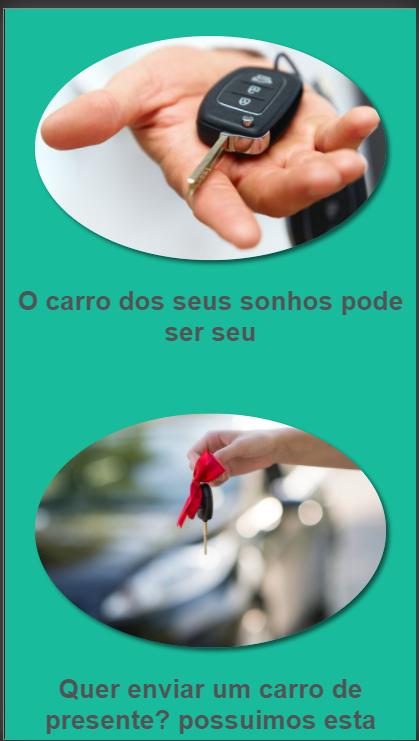 O carro dos seus sonhos pode
ser seu
Quer enviar um carro de
presente? possuimos esta